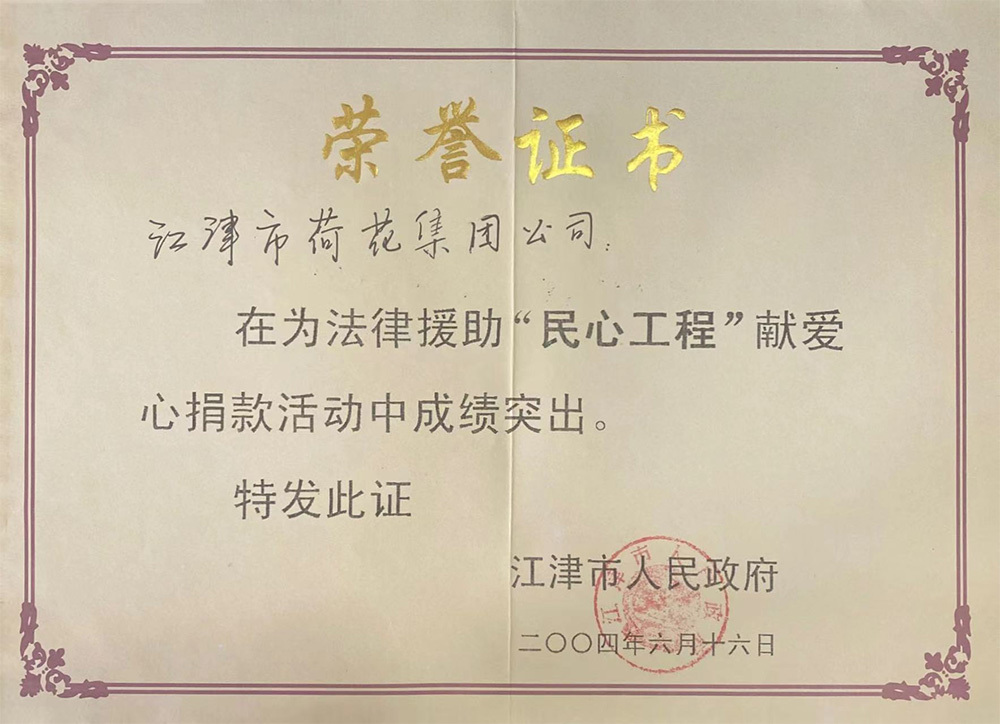 荣誉证书
江津市荷花集团公司:
在为法律援助“民心工程”献爱
心捐款活动中成绩突出。
特发此证
江津市人民政府
二〇〇四年六月十六日